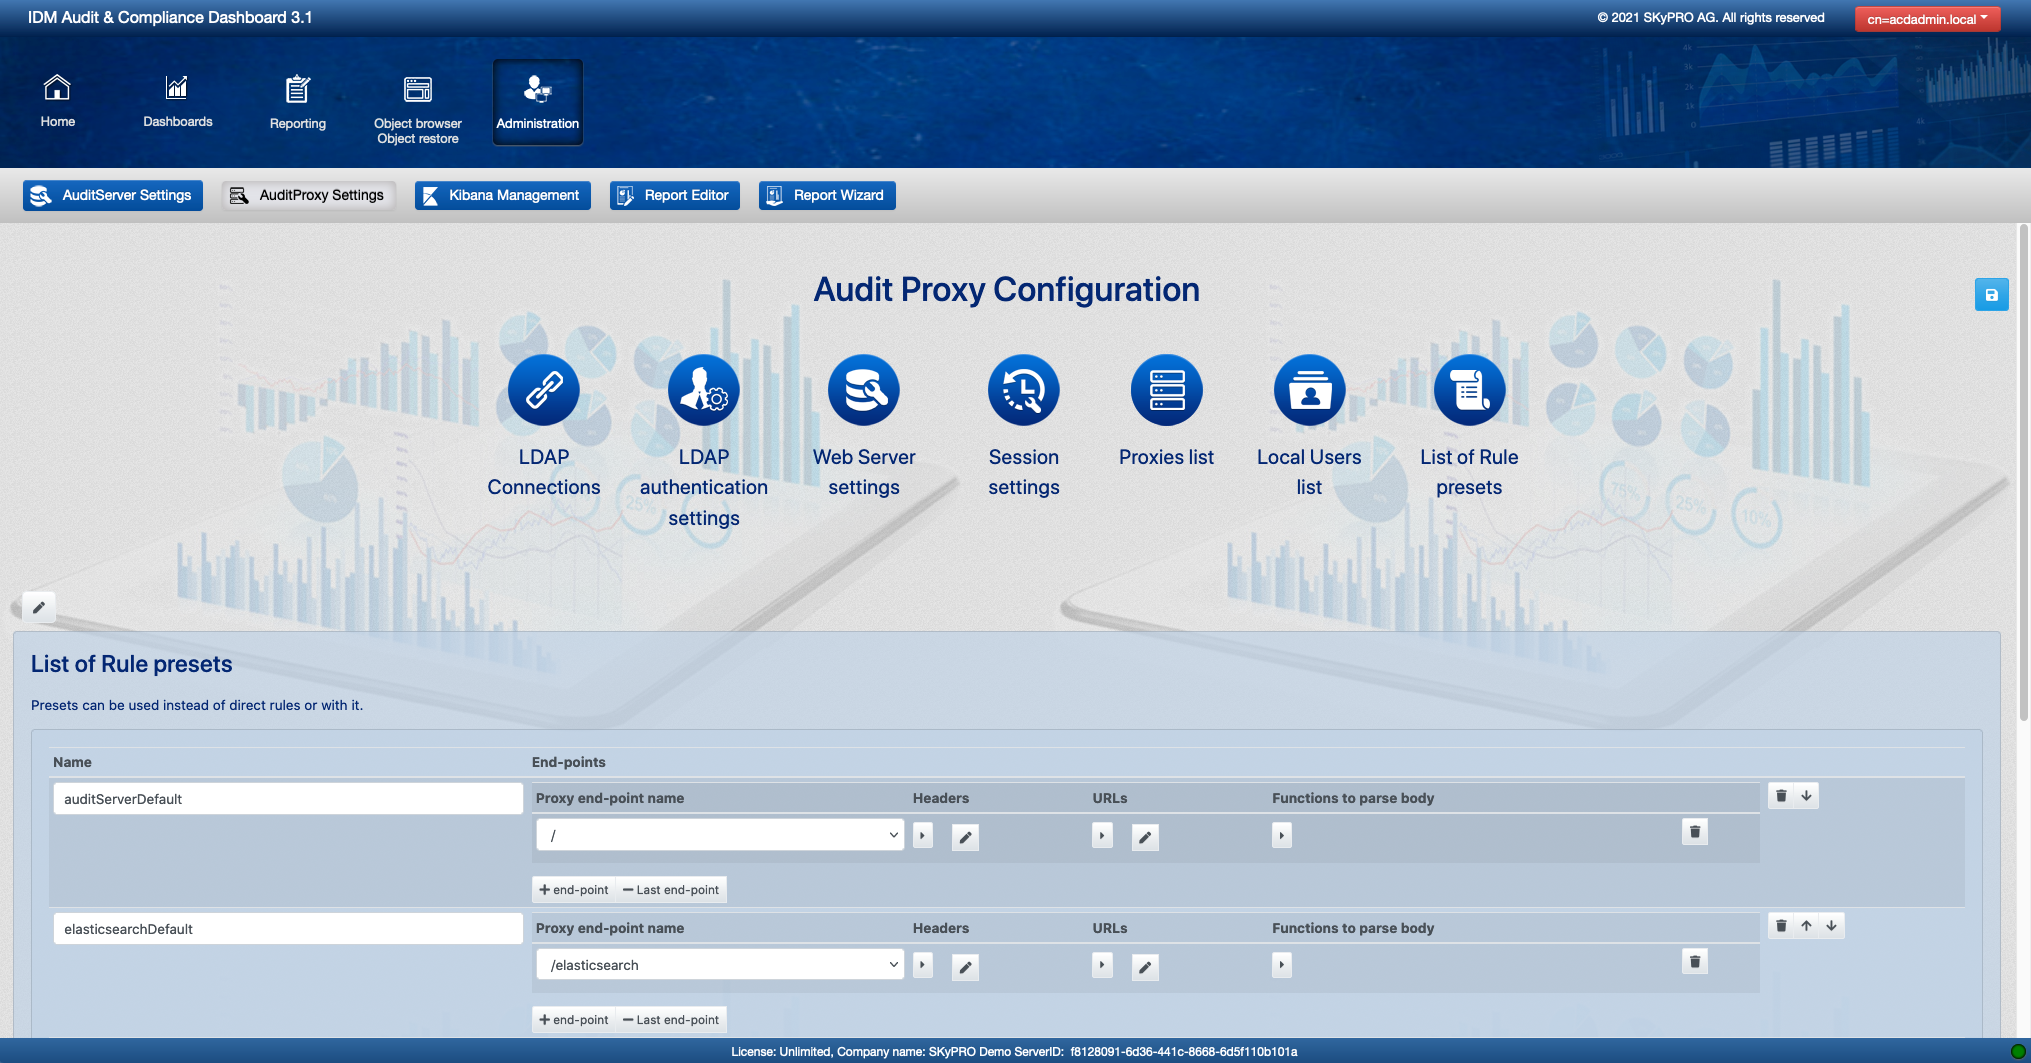 IDM Audit & Compliance Dashboard 3.1
© 2021 SKyPRO AG. All rights reserved
cn=acdadmin.local
Home
Dashboards
Reporting
Object browser
Object restore
Administration
AuditServer Settings
AuditProxy Settings
Kibana Management
Report Editor
Report Wizard
Audit Proxy Configuration
LDAP
Connections
LDAP
authentication
settings
Web Server
settings
Session
settings
Proxies list
Local Users
list
List of Rule
presets
75%
25%
10%
25%
List of Rule presets
Presets can be used instead of direct rules or with it.
Name
End-points
auditServerDefault
Proxy end-point name
Headers
URLs
Functions to parse body
/
end-point
Last end-point
elasticsearchDefault
Proxy end-point name
Headers
URLs
Functions to parse body
/elasticsearch
end-point
Last end-point
License: Unlimited, Company name: SKyPRO Demo ServerID: f8128091-6d36-441c-8668-6d5f110b101a